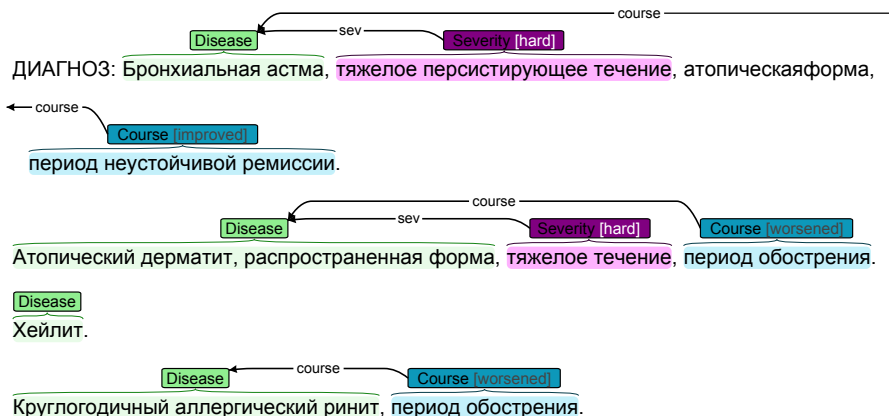 course
Disease sev Severity [hard]
ДИАГНОЗ: Бронхиальная астма, тяжелое персистирующее течение, атопическаяформа,
course
Course [improved]
период неустойчивой ремиссии.
course
sev
Disease Severity [hard] Course [worsened]
Атопический дерматит, распространенная форма, тяжелое течение, период обострения.
Disease
Хейлит.
Disease course Course [worsened]
Круглогодичный аллергический ринит, период обострения.